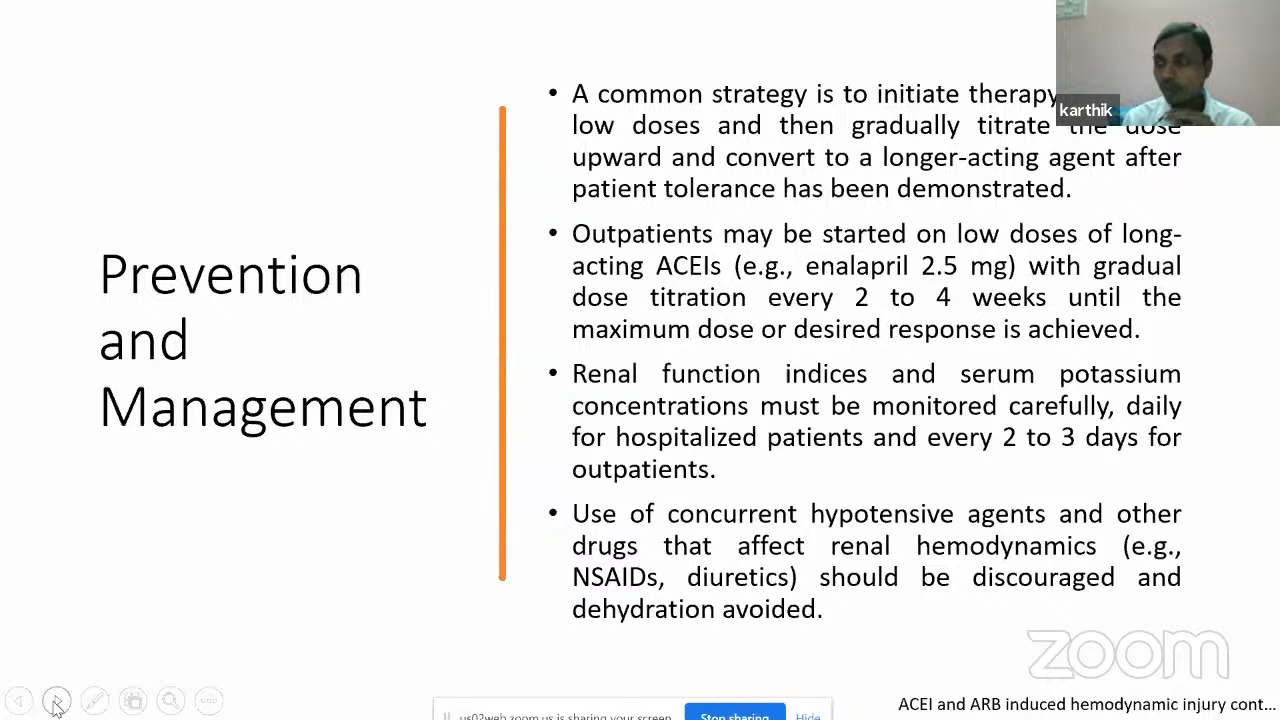 Prevention
and
Management
• A common strategy is to initiate therapy
low doses and then gradually titrate the dose
upward and convert to a longer-acting agent after
patient tolerance has been demonstrated.
• Outpatients may be started on low doses of long-
acting ACEIs (e.g., enalapril 2.5 mg) with gradual
dose titration every 2 to 4 weeks until the
maximum dose or desired response is achieved.
• Renal function indices and serum potassium
concentrations must be monitored carefully, daily
for hospitalized patients and every 2 to 3 days for
outpatients.
• Use of concurrent hypotensive agents and other
drugs that affect renal hemodynamics (e.g.,
NSAIDs, diuretics) should be discouraged and
dehydration avoided.
karthik
zoom
us02web.zoom.us is sharing your screen.
Stop sharing
Hide
ACEI and ARB induced hemodynamic injury cont...